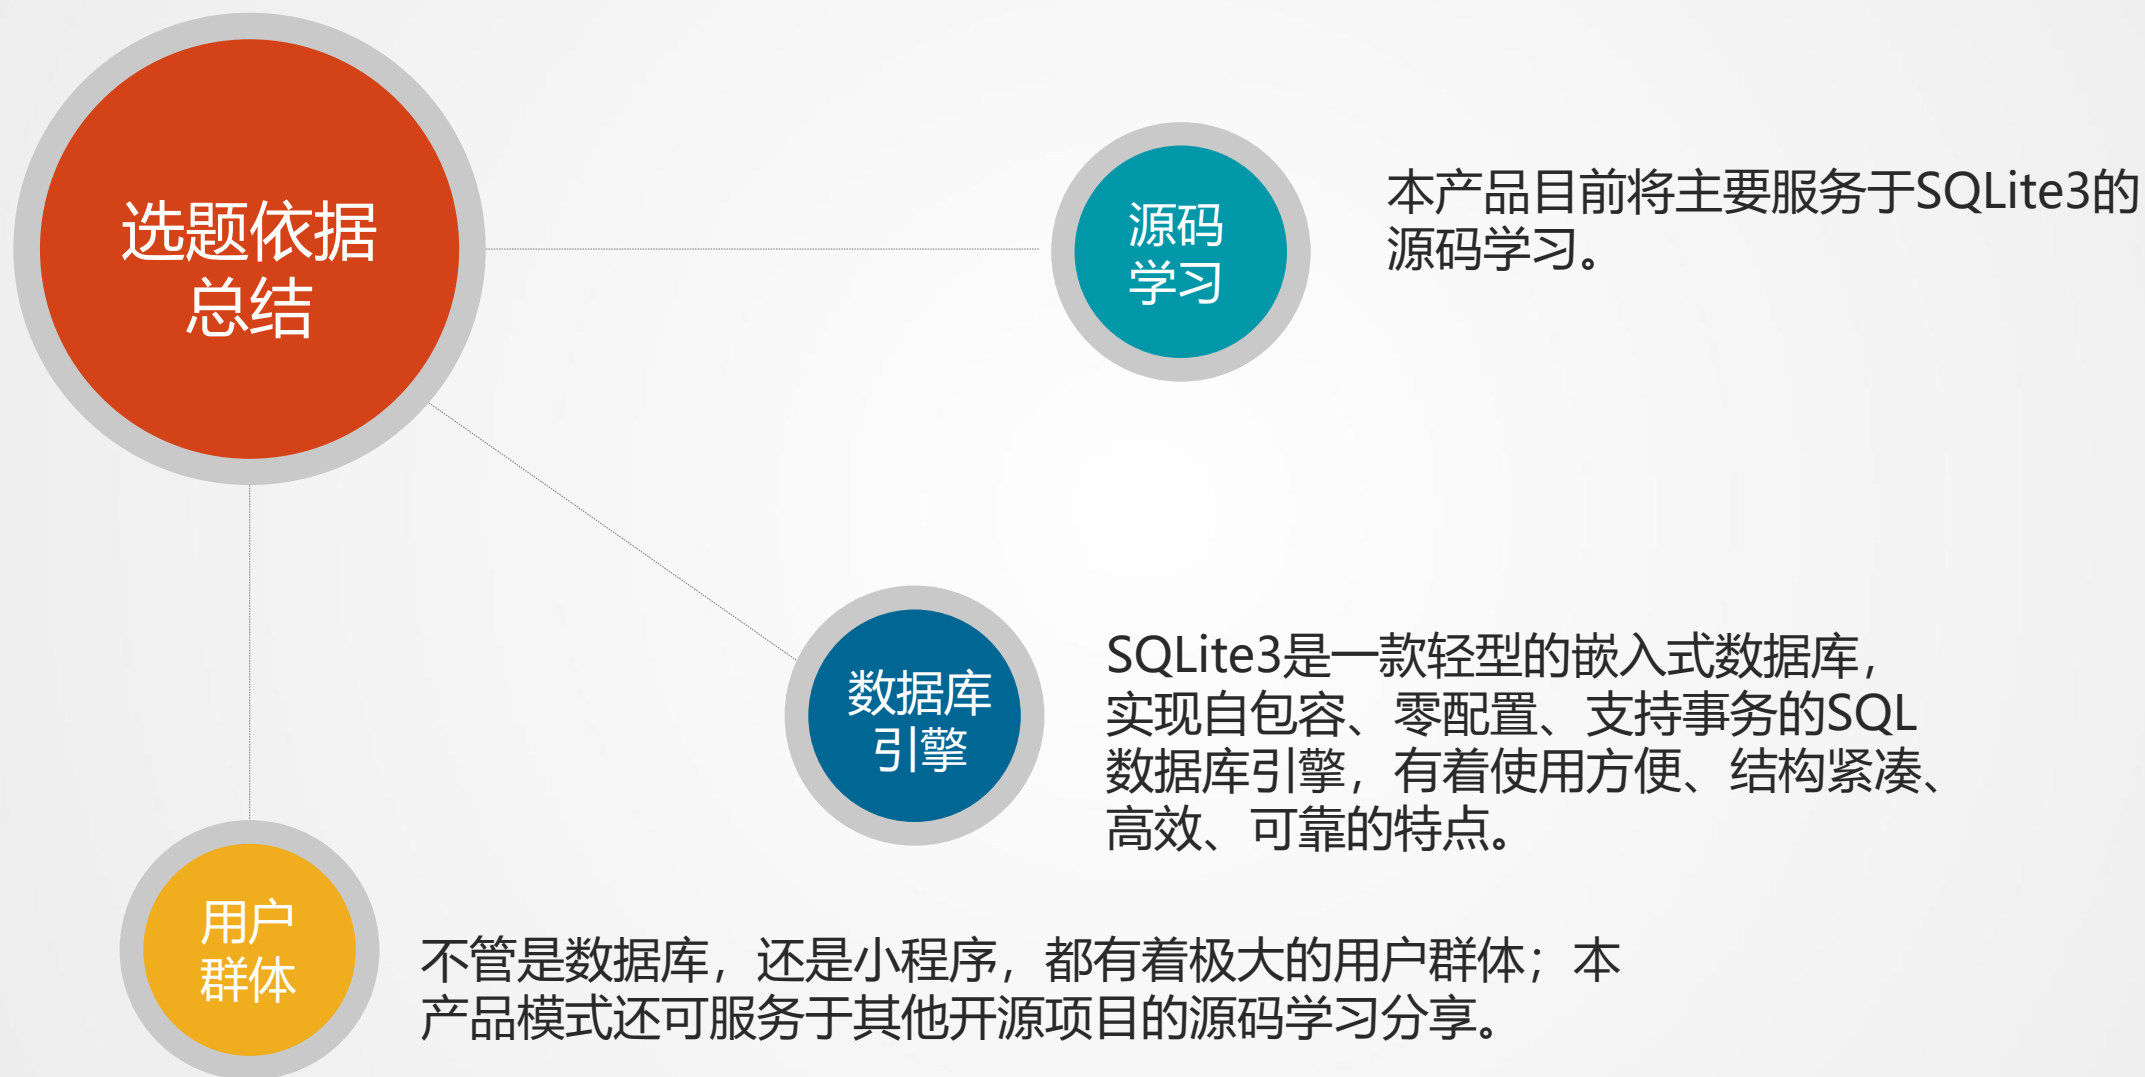 选题依据
总结
源码
学习
本产品目前将主要服务于SQLite3的
源码学习。
数据库
引擎
SQLite3是一款轻型的嵌入式数据库，
实现自包容、零配置、支持事务的SQL
数据库引擎，有着使用方便、结构紧凑、
高效、可靠的特点。
用户
群体
不管是数据库，还是小程序，都有着极大的用户群体；本
产品模式还可服务于其他开源项目的源码学习分享。